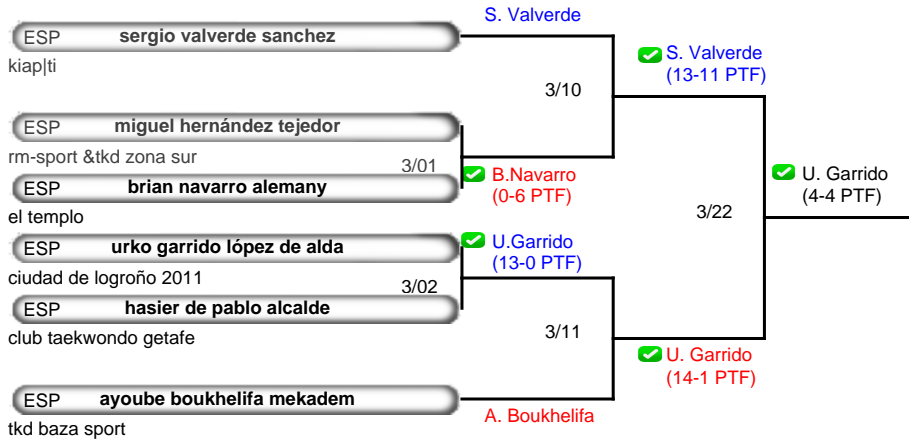 S. Valverde
ESP sergio valverde sanchez
kiap|ti
S. Valverde
(13-11 PTF)
3/10
ESP miguel hernández tejedor
rm-sport &tkd zona sur
3/01
B.Navarro
(0-6 PTF)
ESP brian navarro alemany
el templo
U. Garrido
(4-4 PTF)
3/22
ESP urko garrido lópez de alda
ciudad de logroño 2011
U.Garrido
(13-0 PTF)
3/02
ESP hasier de pablo alcalde
club taekwondo getafe
3/11
U. Garrido
(14-1 PTF)
ESP ayoube boukhelifa mekadem
tkd baza sport
A. Boukhelifa